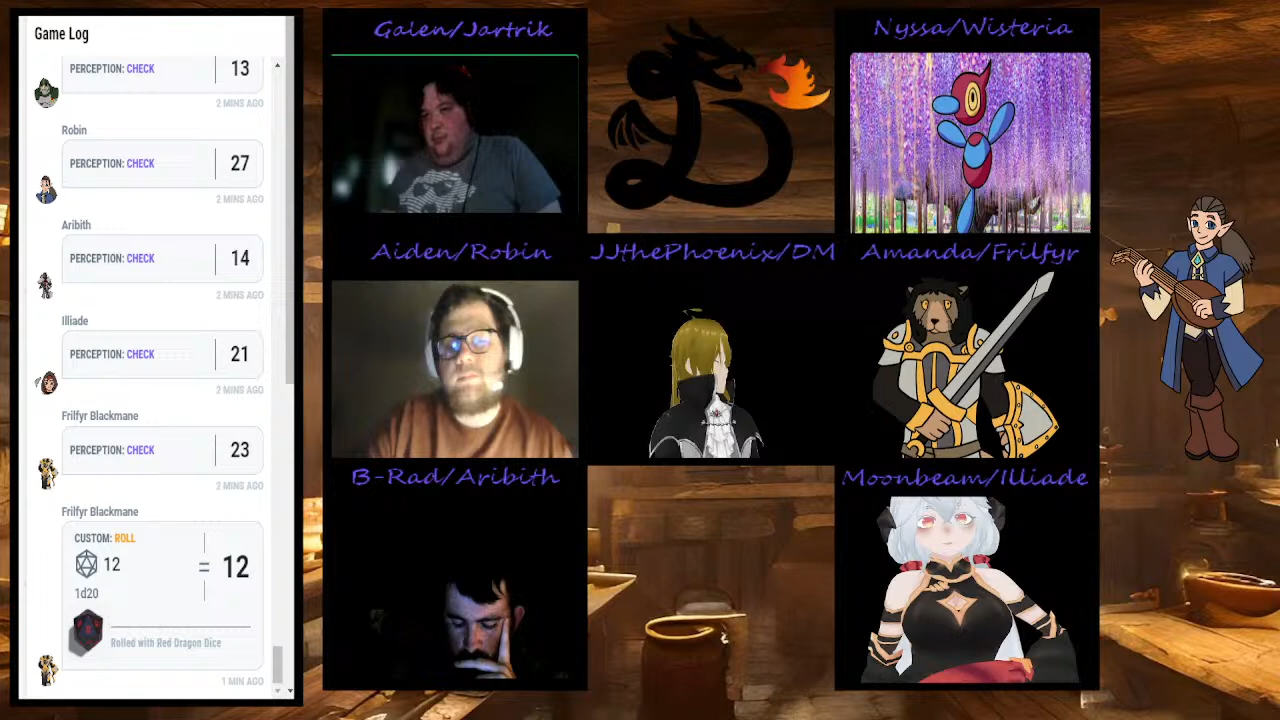 Game Log
PERCEPTION: CHECK 13
2 MINS AGO
Robin
PERCEPTION: CHECK 27
2 MINS AGO
Aribith
PERCEPTION: CHECK 14
2 MINS AGO
Illiade
PERCEPTION: CHECK 21
2 MINS AGO
Frilfyr Blackmane
PERCEPTION: CHECK 23
2 MINS AGO
Frilfyr Blackmane
CUSTOM: ROLL
12 = 12
1d20
Rolled with Red Dragon Dice
1 MIN AGO
Galen/Jartrik
Nyssa/Wisteria
Aiden/Robin
JJthePhoenix/DM
Amanda/Frilfyr
B-Rad/Aribith
Moonbeam/Illiade